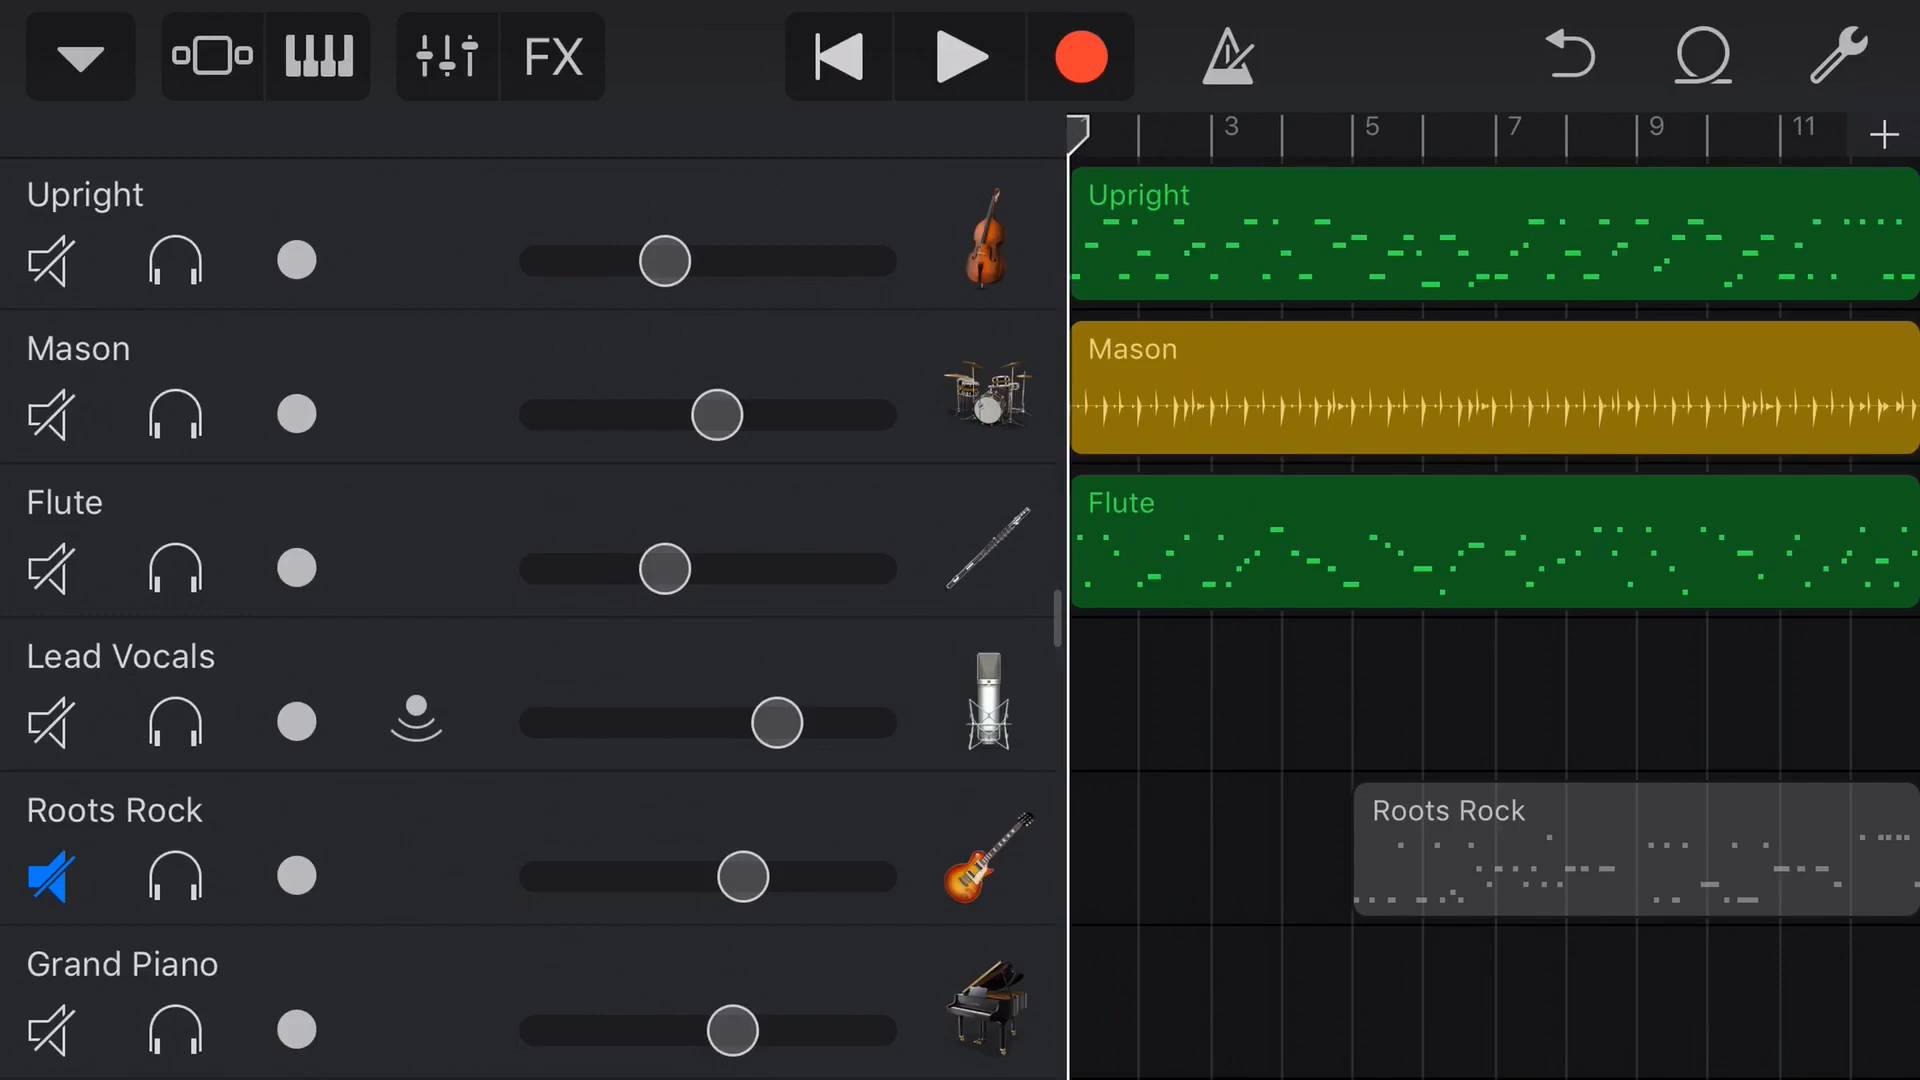 FX
3 5 7 9 11 +
Upright
Upright
Mason
Mason
Flute
Flute
Lead Vocals
Roots Rock
Roots Rock
Grand Piano